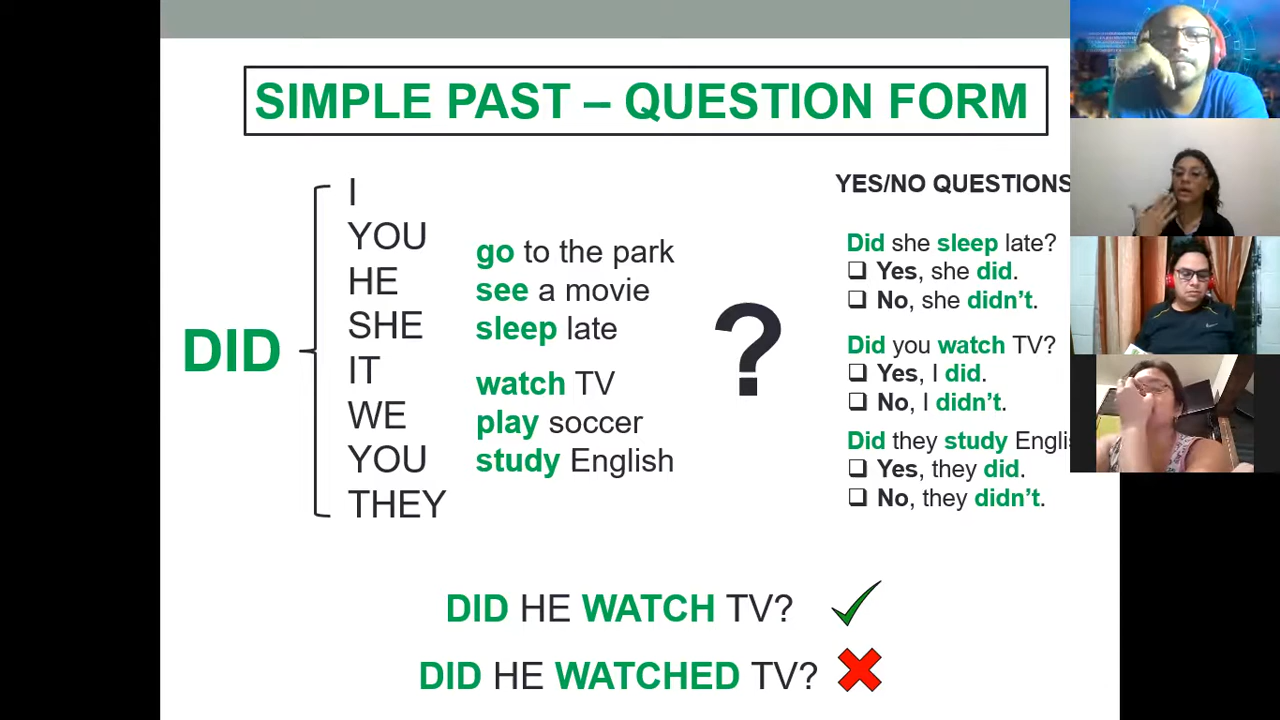 SIMPLE PAST – QUESTION FORM
DID
I
YOU
HE
SHE
IT
WE
YOU
THEY
go to the park
see a movie
sleep late
watch TV
play soccer
study English
?
YES/NO QUESTIONS
Did she sleep late?
❑ Yes, she did.
❑ No, she didn’t.
Did you watch TV?
❑ Yes, I did.
❑ No, I didn’t.
Did they study Englis
❑ Yes, they did.
❑ No, they didn’t.
DID HE WATCH TV?
DID HE WATCHED TV?